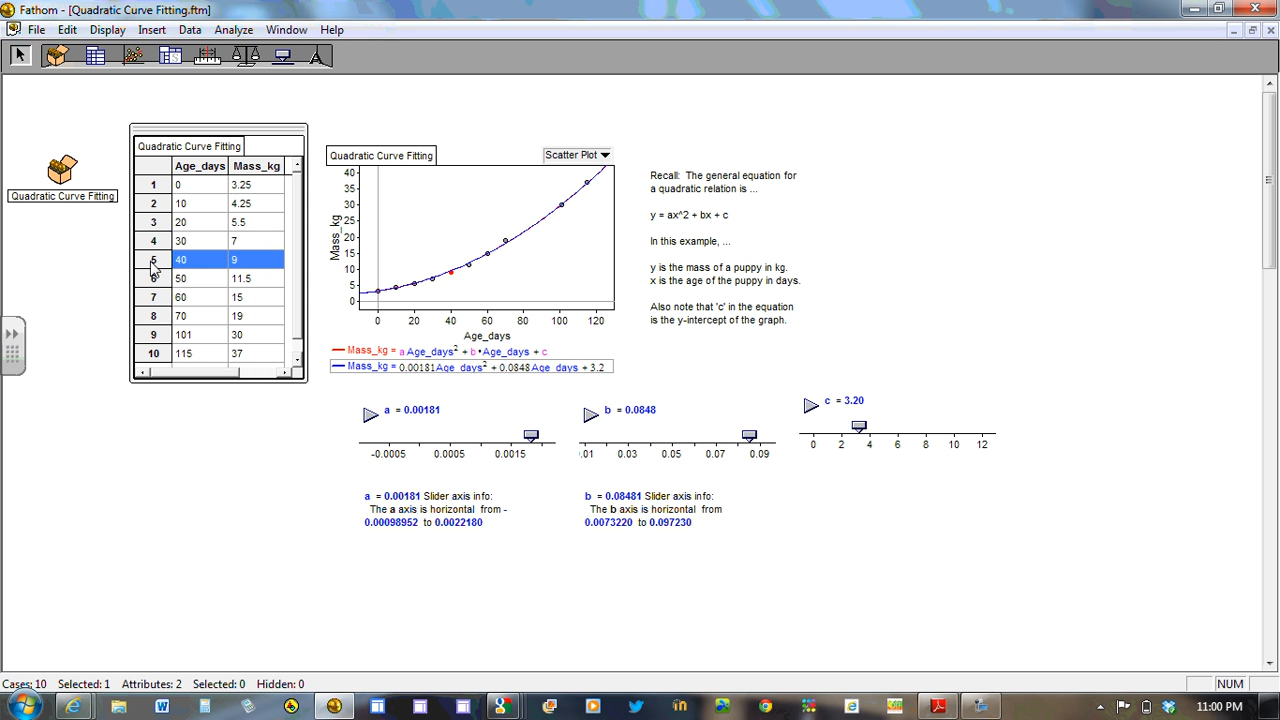 Fathom - [Quadratic Curve Fitting.ftm]
File Edit Display Insert Data Analyze Window Help
Quadratic Curve Fitting
Quadratic Curve Fitting
Age_days Mass_kg
1 0 3.25
2 10 4.25
3 20 5.5
4 30 7
5 40 9
6 50 11.5
7 60 15
8 70 19
9 101 30
10 115 37
Quadratic Curve Fitting
Scatter Plot
Mass_kg
40
35
30
25
20
15
10
5
0
0 20 40 60 80 100 120
Age_days
Mass_kg = a Age_days² + b•Age_days + c
Mass_kg = 0.00181Age_days² + 0.0848Age_days + 3.2
Recall: The general equation for
a quadratic relation is ...
y = ax^2 + bx + c
In this example, ...
y is the mass of a puppy in kg.
x is the age of the puppy in days.
Also note that 'c' in the equation
is the y-intercept of the graph.
a = 0.00181
-0.0005 0.0005 0.0015
b = 0.0848
.01 0.03 0.05 0.07 0.09
c = 3.20
0 2 4 6 8 10 12
a = 0.00181 Slider axis info:
The a axis is horizontal from -
0.00098952 to 0.0022180
b = 0.08481 Slider axis info:
The b axis is horizontal from
0.0073220 to 0.097230
Cases: 10 Selected: 1 Attributes: 2 Selected: 0 Hidden: 0
NUM
11:00 PM